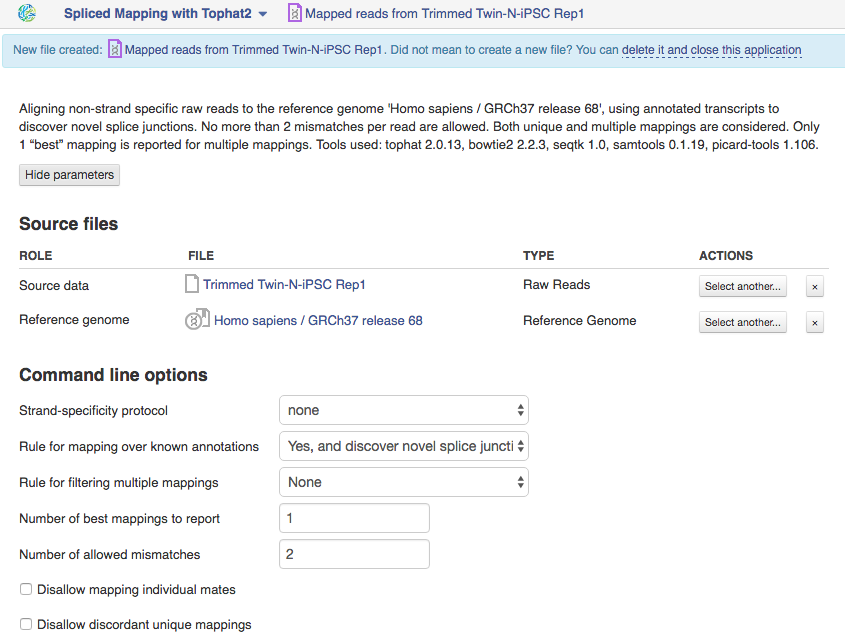 Spliced Mapping with Tophat2 Mapped reads from Trimmed Twin-N-iPSC Rep1
New file created: Mapped reads from Trimmed Twin-N-iPSC Rep1. Did not mean to create a new file? You can delete it and close this application
Aligning non-strand specific raw reads to the reference genome 'Homo sapiens / GRCh37 release 68', using annotated transcripts to
discover novel splice junctions. No more than 2 mismatches per read are allowed. Both unique and multiple mappings are considered. Only
1 “best” mapping is reported for multiple mappings. Tools used: tophat 2.0.13, bowtie2 2.2.3, seqtk 1.0, samtools 0.1.19, picard-tools 1.106.
Hide parameters
Source files
ROLE FILE TYPE ACTIONS
Source data Trimmed Twin-N-iPSC Rep1 Raw Reads Select another... ×
Reference genome Homo sapiens / GRCh37 release 68 Reference Genome Select another... ×
Command line options
Strand-specificity protocol none
Rule for mapping over known annotations Yes, and discover novel splice juncti
Rule for filtering multiple mappings None
Number of best mappings to report 1
Number of allowed mismatches 2
Disallow mapping individual mates
Disallow discordant unique mappings